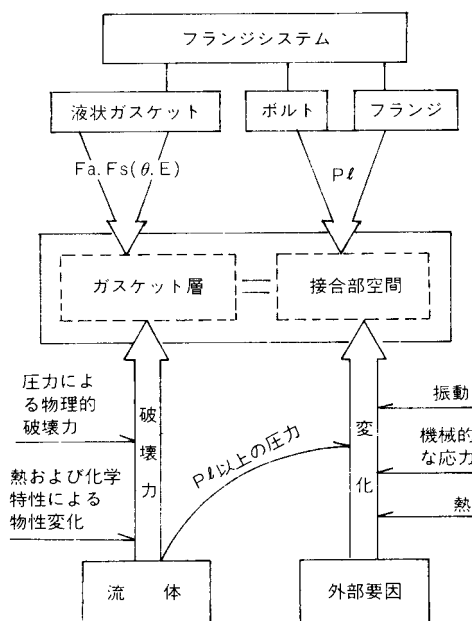 フランジシステム
液状ガスケット
ボルト
フランジ
Fa.Fs(θ.E)
Pℓ
ガスケット層
接合部空間
圧力によ
る物理的
破壊力
熱および化学
特性による
物性変化
破壊力
Pℓ以上の圧力
変化
振動
機械的
な応力
熱
流体
外部要因